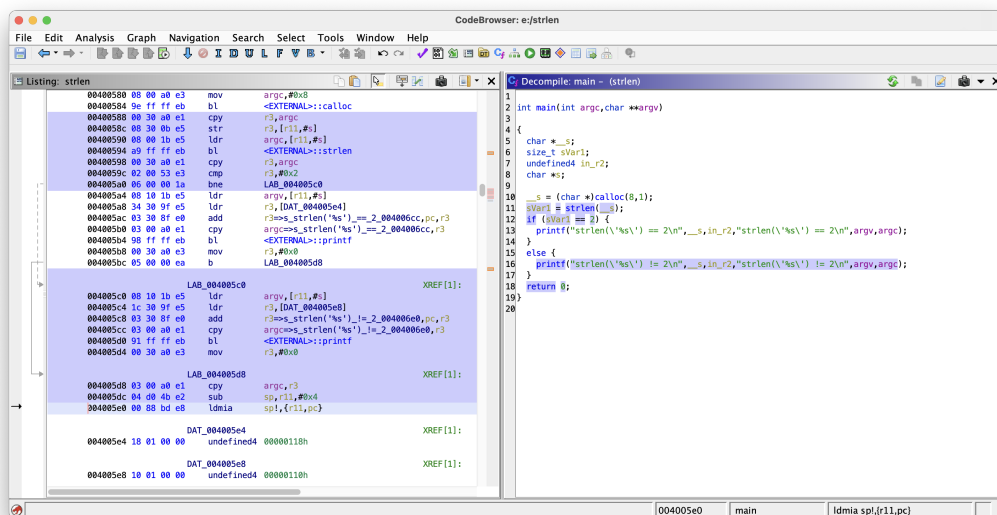 CodeBrowser: e:/strlen
File Edit Analysis Graph Navigation Search Select Tools Window Help
I D U L F V B
Listing: strlen
00400580 08 00 a0 e3 mov argc,#0x8
00400584 9e ff ff eb bl <EXTERNAL>::calloc
00400588 00 30 a0 e1 cpy r3,argc
0040058c 08 30 0b e5 str r3,[r11,#s]
00400590 08 00 1b e5 ldr argc,[r11,#s]
00400594 a9 ff ff eb bl <EXTERNAL>::strlen
00400598 00 30 a0 e1 cpy r3,argc
0040059c 02 00 53 e3 cmp r3,#0x2
004005a0 06 00 00 1a bne LAB_004005c0
004005a4 08 10 1b e5 ldr argv,[r11,#s]
004005a8 34 30 9f e5 ldr r3,[DAT_004005e4]
004005ac 03 30 8f e0 add r3=>s_strlen('%s')_==_2_004006cc,pc,r3
004005b0 03 00 a0 e1 cpy argc=>s_strlen('%s')_==_2_004006cc,r3
004005b4 98 ff ff eb bl <EXTERNAL>::printf
004005b8 00 30 a0 e3 mov r3,#0x0
004005bc 05 00 00 ea b LAB_004005d8
LAB_004005c0 XREF[1]:
004005c0 08 10 1b e5 ldr argv,[r11,#s]
004005c4 1c 30 9f e5 ldr r3,[DAT_004005e8]
004005c8 03 30 8f e0 add r3=>s_strlen('%s')_!=_2_004006e0,pc,r3
004005cc 03 00 a0 e1 cpy argc=>s_strlen('%s')_!=_2_004006e0,r3
004005d0 91 ff ff eb bl <EXTERNAL>::printf
004005d4 00 30 a0 e3 mov r3,#0x0
LAB_004005d8 XREF[1]:
004005d8 03 00 a0 e1 cpy argc,r3
004005dc 04 d0 4b e2 sub sp,r11,#0x4
004005e0 00 88 bd e8 ldmia sp!,{r11,pc}
DAT_004005e4 XREF[1]:
004005e4 18 01 00 00 undefined4 00000118h
DAT_004005e8 XREF[1]:
004005e8 10 01 00 00 undefined4 00000110h
Decompile: main - (strlen)
1
2 int main(int argc,char **argv)
3
4 {
5 char *__s;
6 size_t sVar1;
7 undefined4 in_r2;
8 char *s;
9
10 __s = (char *)calloc(8,1);
11 sVar1 = strlen(__s);
12 if (sVar1 == 2) {
13 printf("strlen(\'%s\') == 2\n",__s,in_r2,"strlen(\'%s\') == 2\n",argv,argc);
14 }
15 else {
16 printf("strlen(\'%s\') != 2\n",__s,in_r2,"strlen(\'%s\') != 2\n",argv,argc);
17 }
18 return 0;
19 }
20
004005e0 main ldmia sp!,{r11,pc}